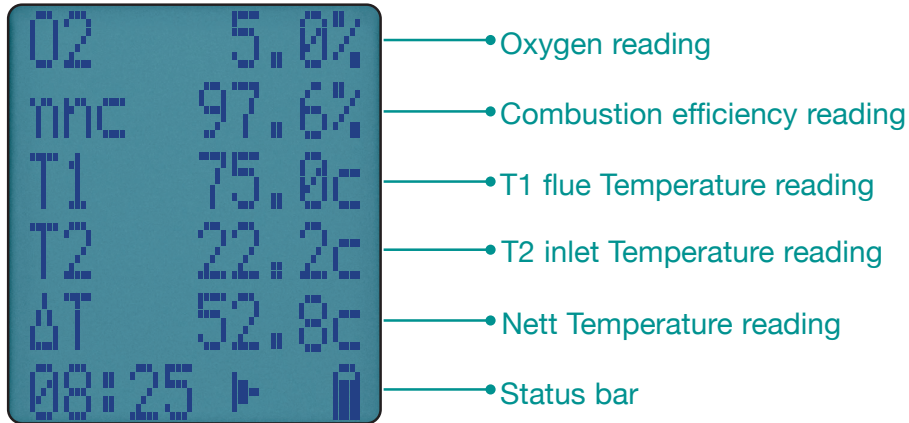 O2 5.0% Oxygen reading
ηηc 97.6% Combustion efficiency reading
T1 75.0c T1 flue Temperature reading
T2 22.2c T2 inlet Temperature reading
ΔT 52.8c Nett Temperature reading
08:25 Status bar